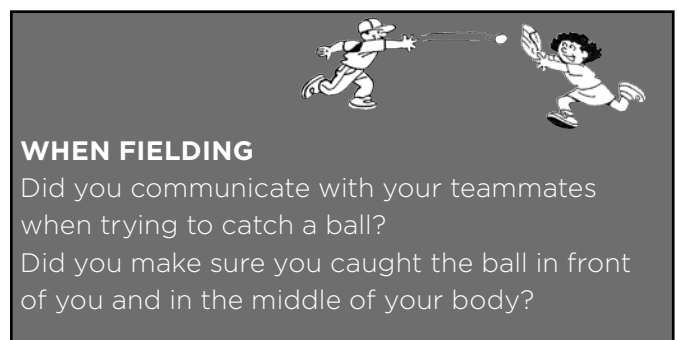 WHEN FIELDING
Did you communicate with your teammates
when trying to catch a ball?
Did you make sure you caught the ball in front
of you and in the middle of your body?